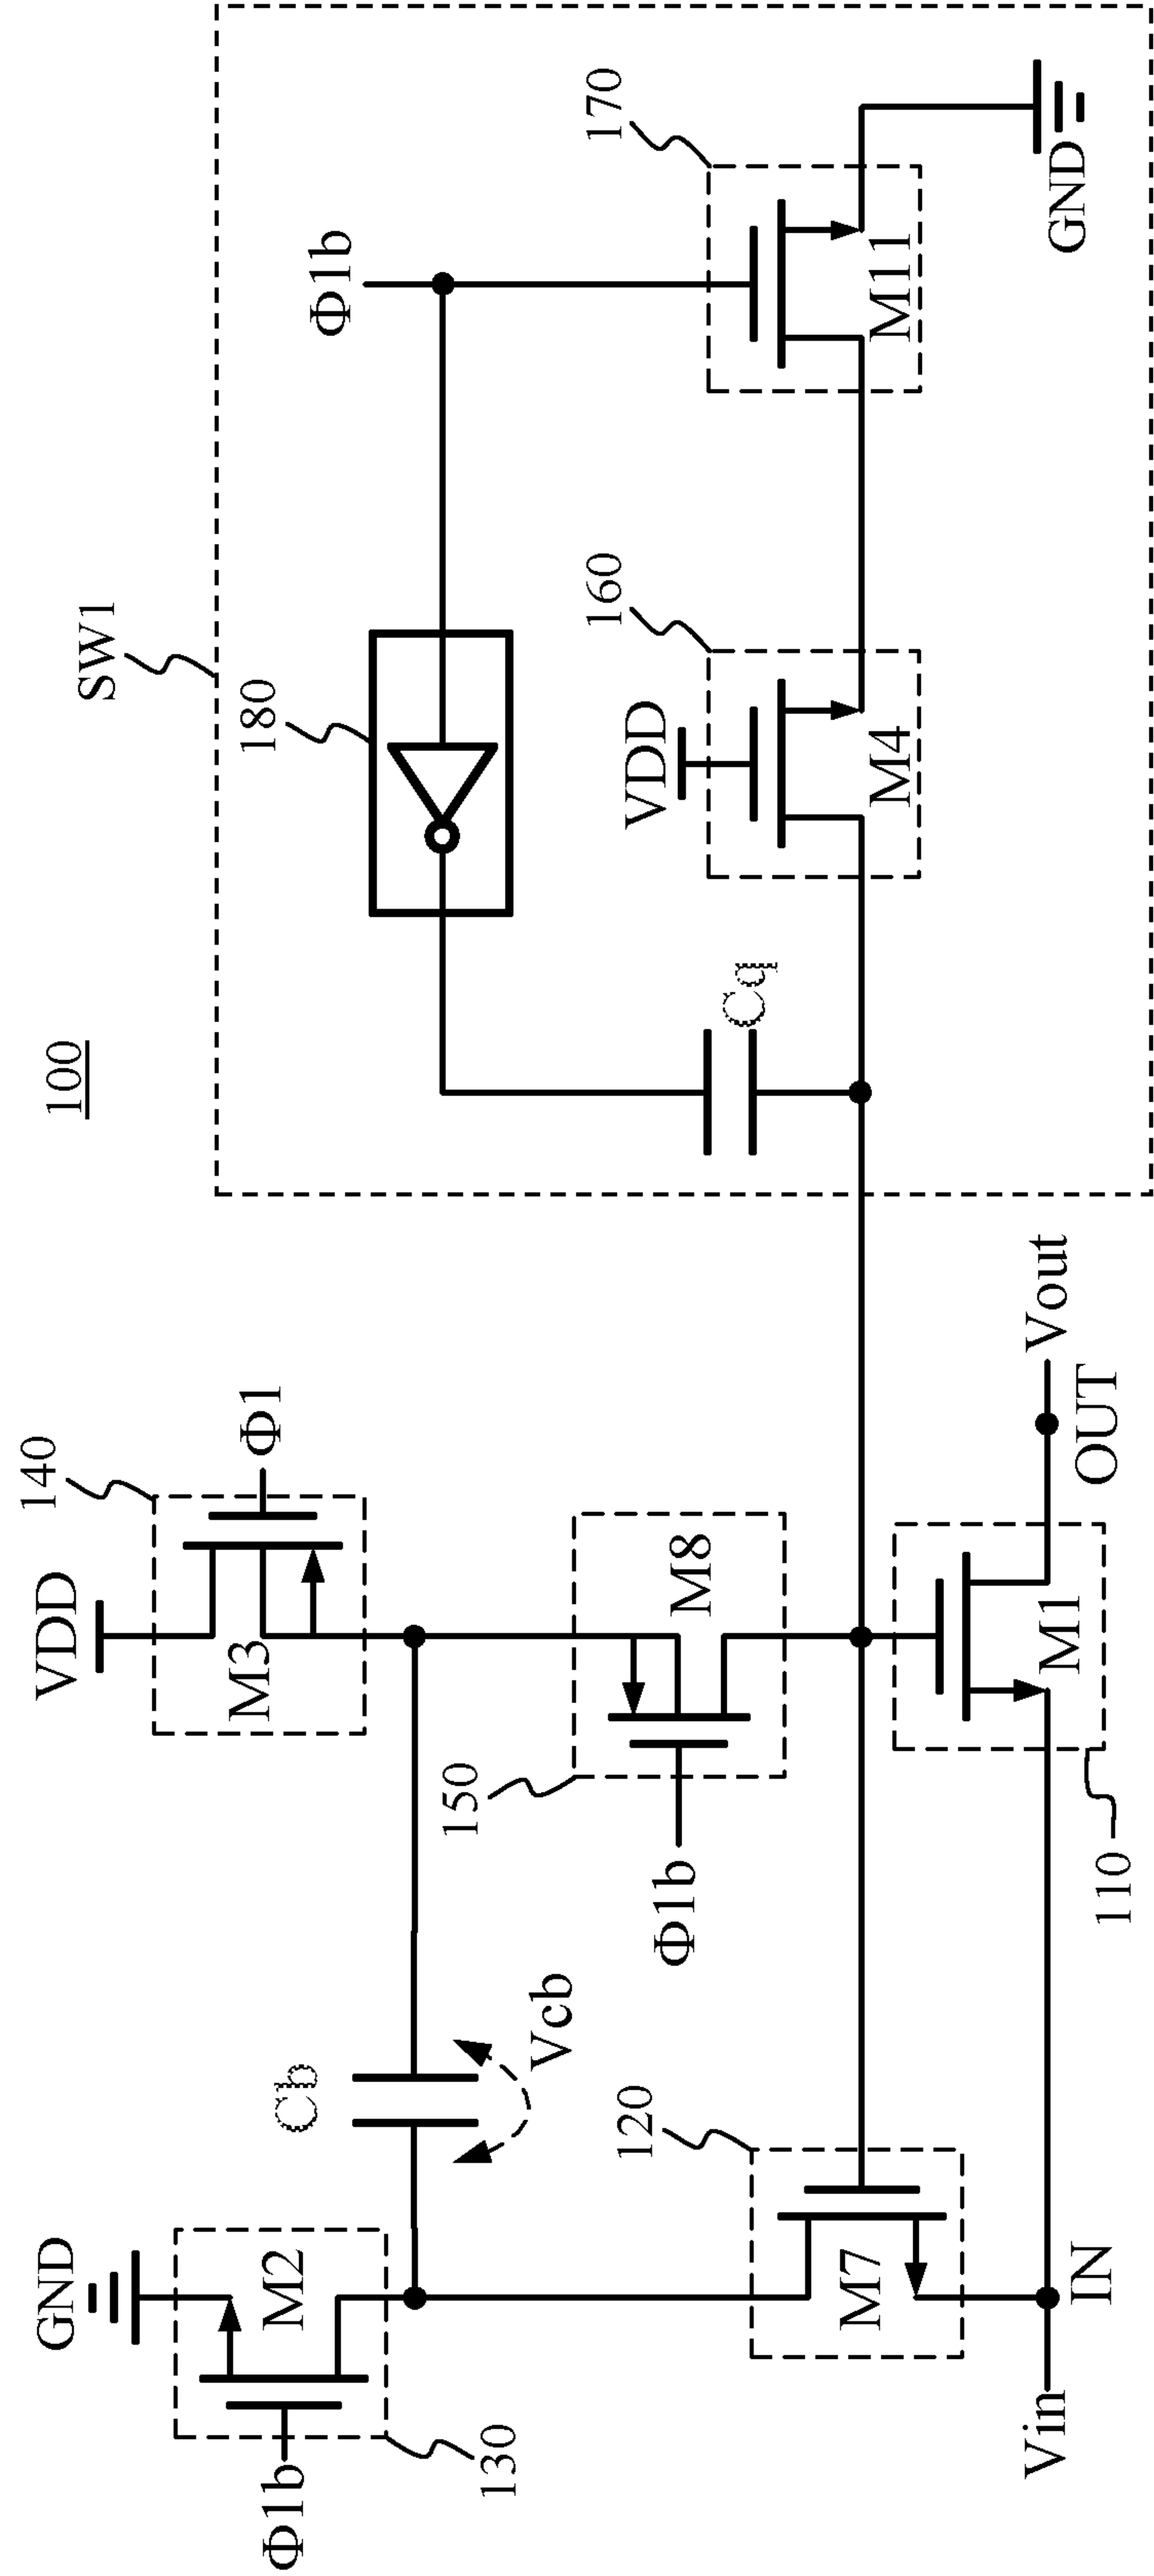 100
SW1
GND
Φ1b
M2
130
Cb
Vcb
VDD
140
M3
Φ1
150
M8
Φ1b
120
M7
Vin
IN
110
M1
OUT
Vout
180
Φ1b
Cq
VDD
160
M4
170
M11
GND